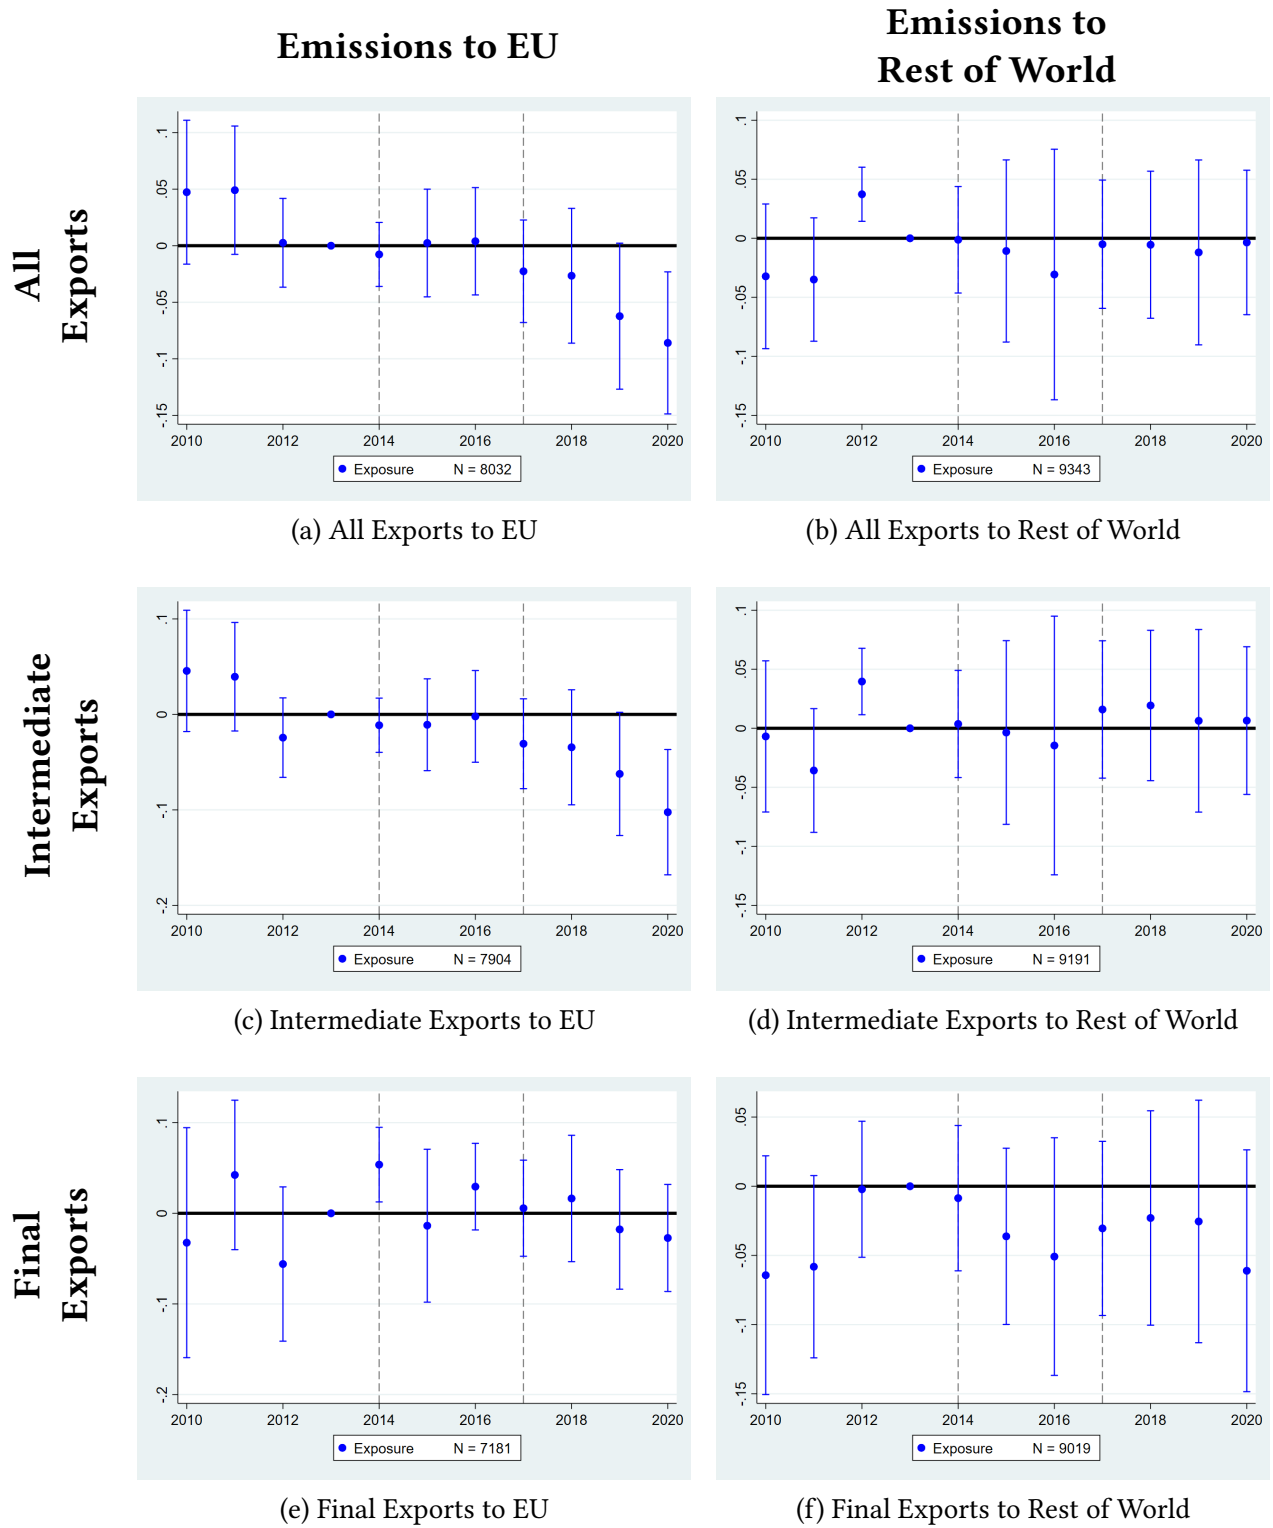 Emissions to EU
Emissions to
Rest of World
All
Exports
.1
.05
0
-.05
-.1
-.15
2010 2012 2014 2016 2018 2020
Exposure N = 8032
(a) All Exports to EU
.1
.05
0
-.05
-.1
-.15
2010 2012 2014 2016 2018 2020
Exposure N = 9343
(b) All Exports to Rest of World
Intermediate
Exports
.1
0
-.1
-.2
2010 2012 2014 2016 2018 2020
Exposure N = 7904
(c) Intermediate Exports to EU
.1
.05
0
-.05
-.1
-.15
2010 2012 2014 2016 2018 2020
Exposure N = 9191
(d) Intermediate Exports to Rest of World
Final
Exports
.1
0
-.1
-.2
2010 2012 2014 2016 2018 2020
Exposure N = 7181
(e) Final Exports to EU
.05
0
-.05
-.1
-.15
2010 2012 2014 2016 2018 2020
Exposure N = 9019
(f) Final Exports to Rest of World